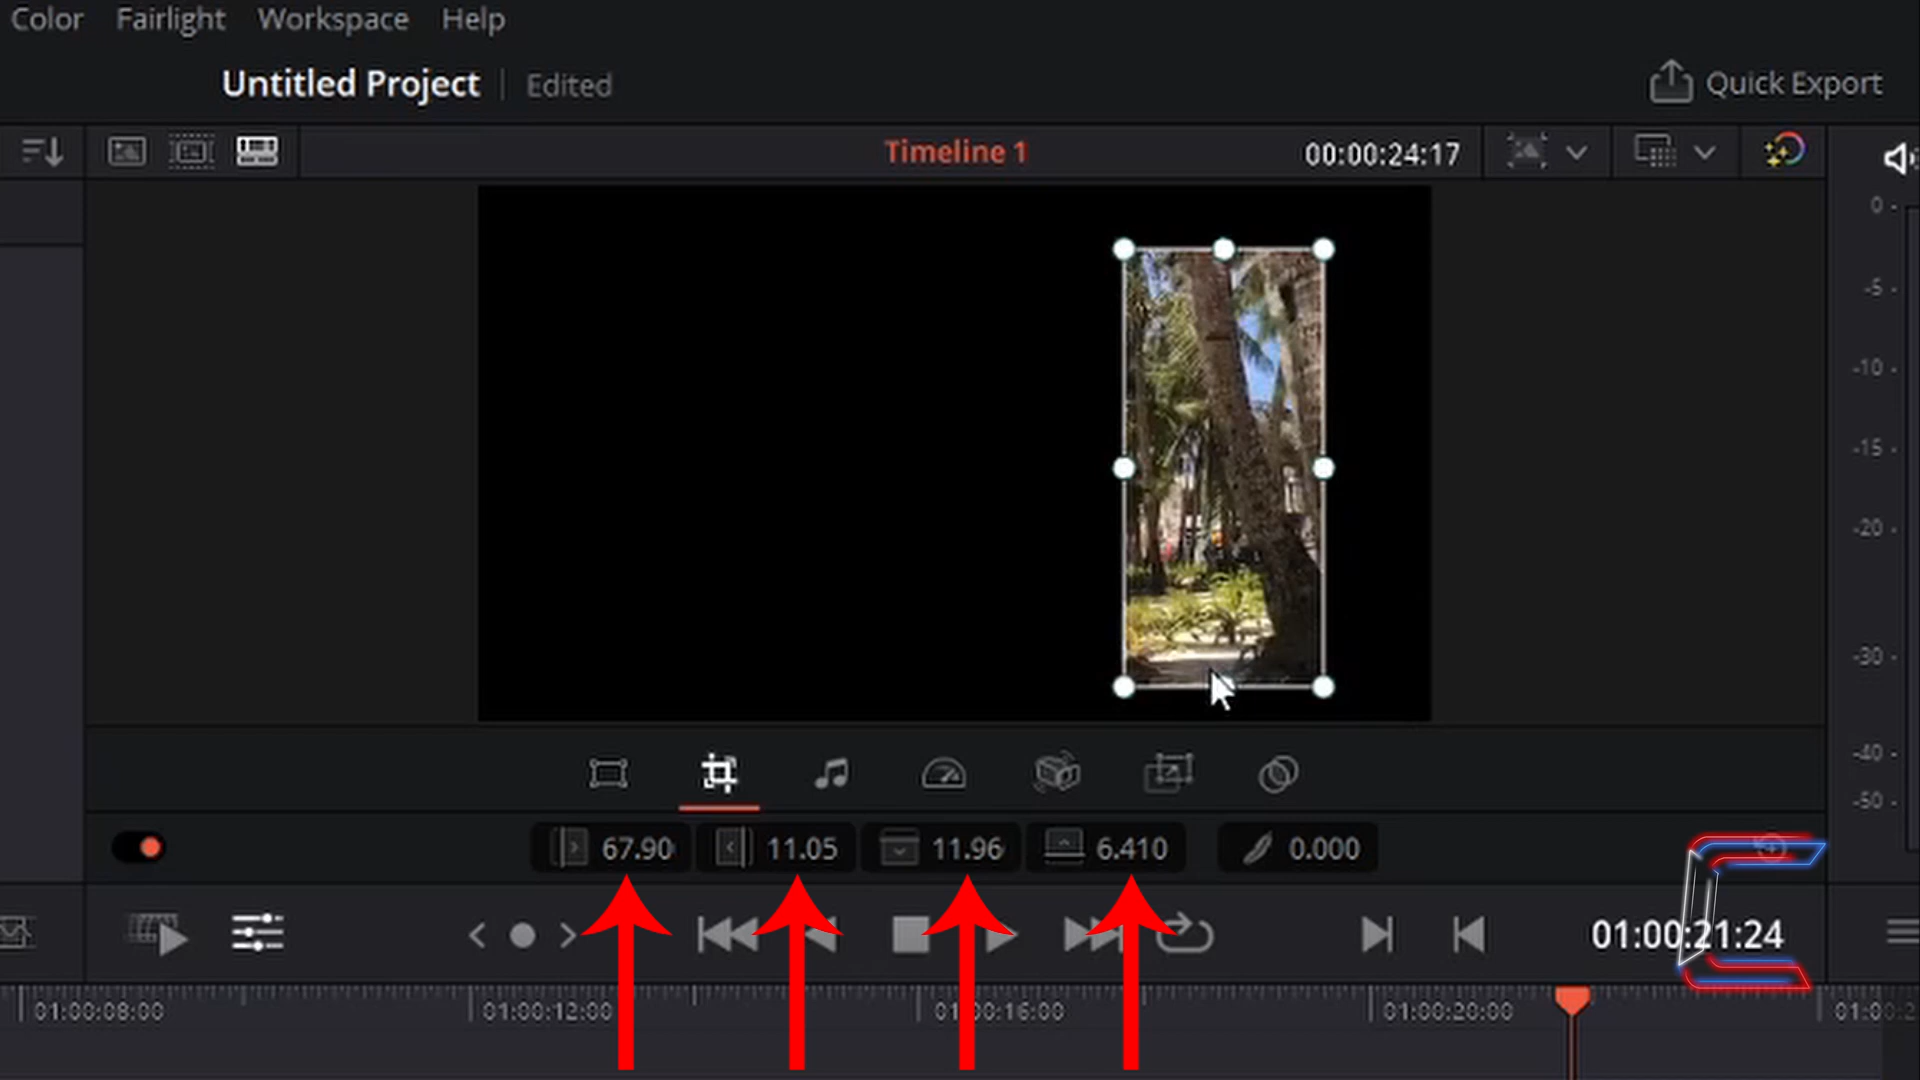 Color Fairlight Workspace Help
Untitled Project Edited
Quick Export
Timeline 1 00:00:24:17
0 -
-5 -
-10 -
-15 -
-20 -
-30 -
-40 -
-50 -
67.90 11.05 11.96 6.410 0.000
01:00:21:24
01:00:08:00 01:00:12:00 01:00:16:00 01:00:20:00